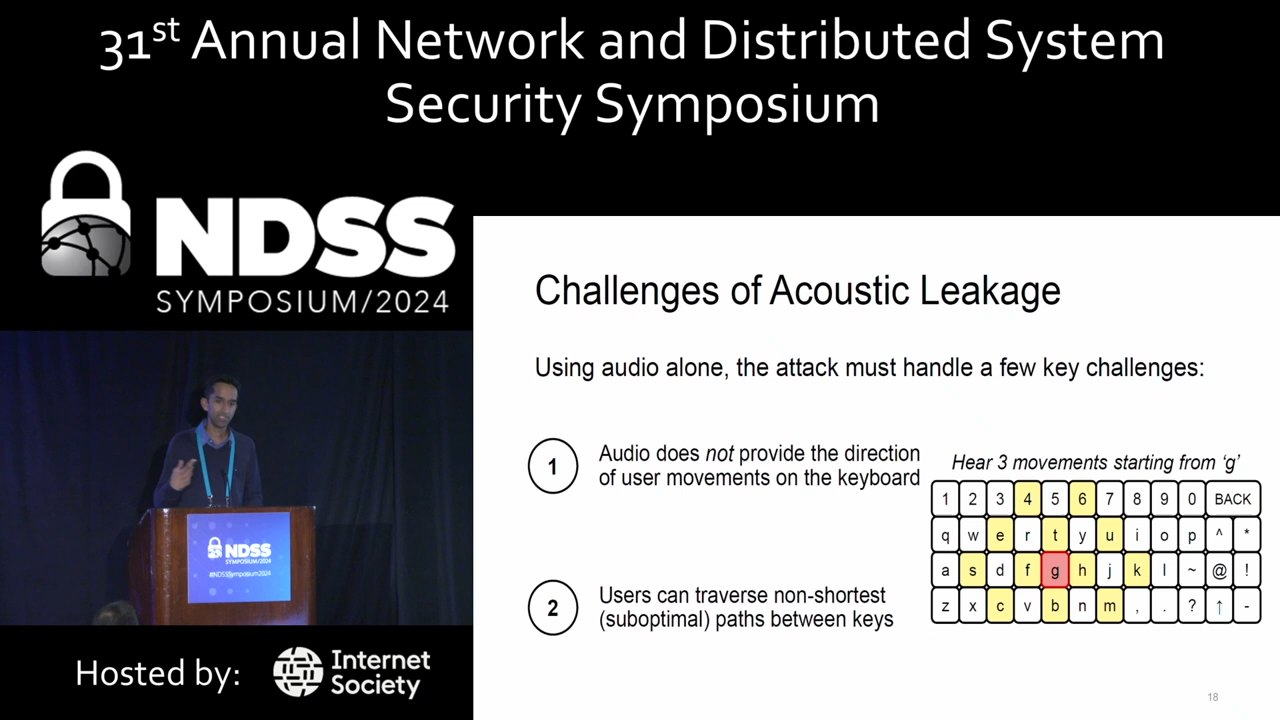 31st Annual Network and Distributed System
Security Symposium
NDSS
SYMPOSIUM/2024
Challenges of Acoustic Leakage
Using audio alone, the attack must handle a few key challenges:
1
Audio does not provide the direction
of user movements on the keyboard
Hear 3 movements starting from 'g'
1 2 3 4 5 6 7 8 9 0 BACK
q w e r t y u i o p ^ *
a s d f g h j k l ~ @ !
z x c v b n m , . ? ↑ -
2
Users can traverse non-shortest
(suboptimal) paths between keys
18
NDSS
SYMPOSIUM/2024
#NDSSSymposium2024
Hosted by:
Internet
Society